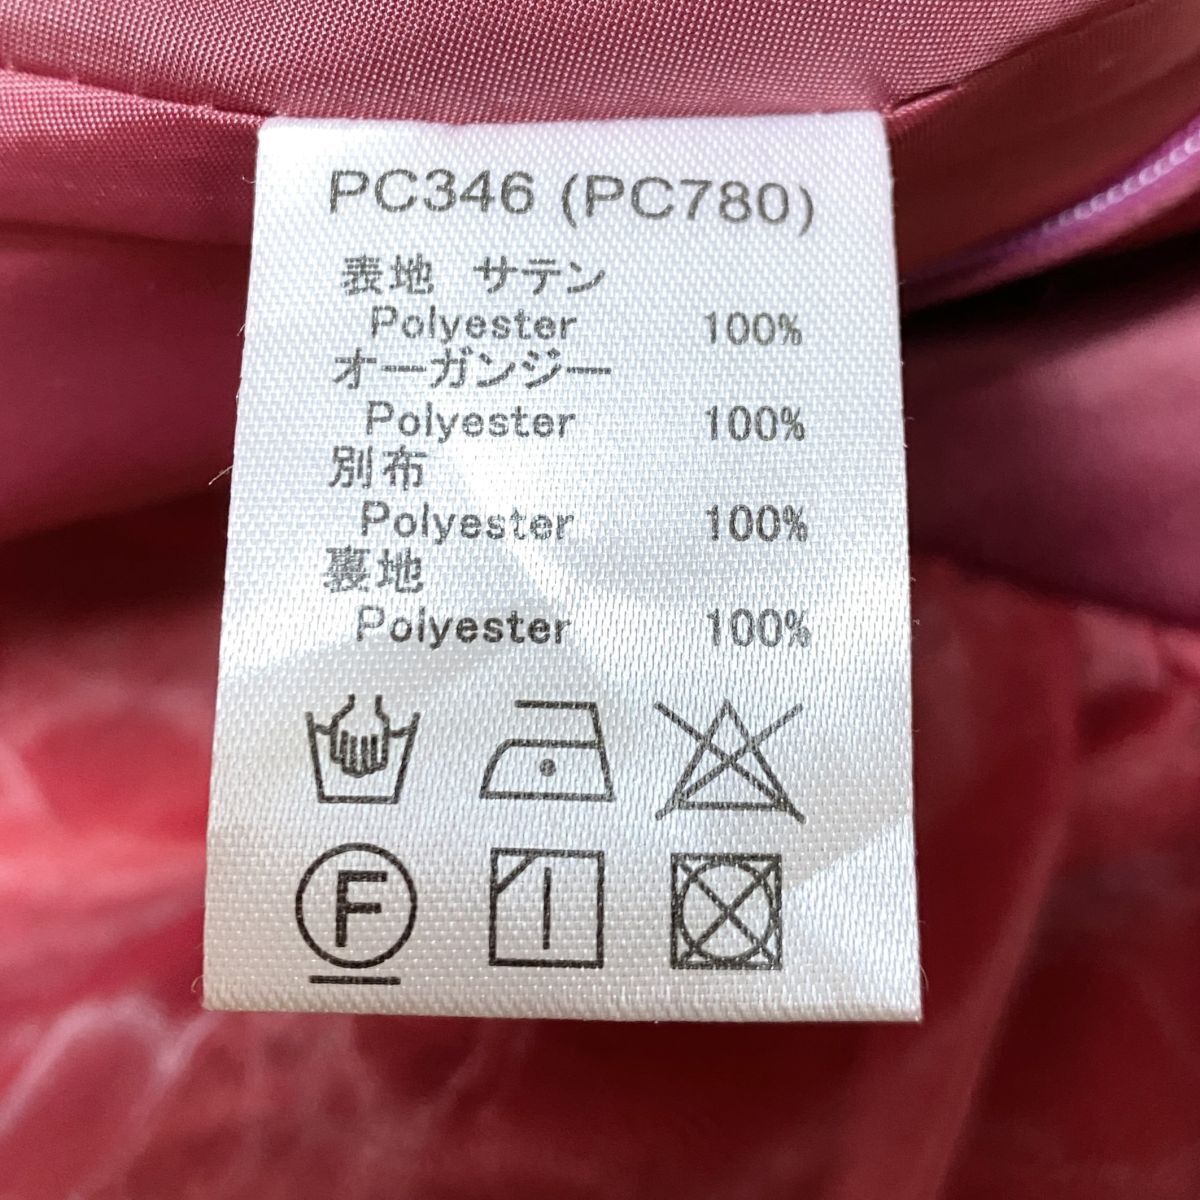 PC346 (PC780)
表地 サテン
Polyester 100%
オーガンジー
Polyester 100%
別布
Polyester 100%
裏地
Polyester 100%
F